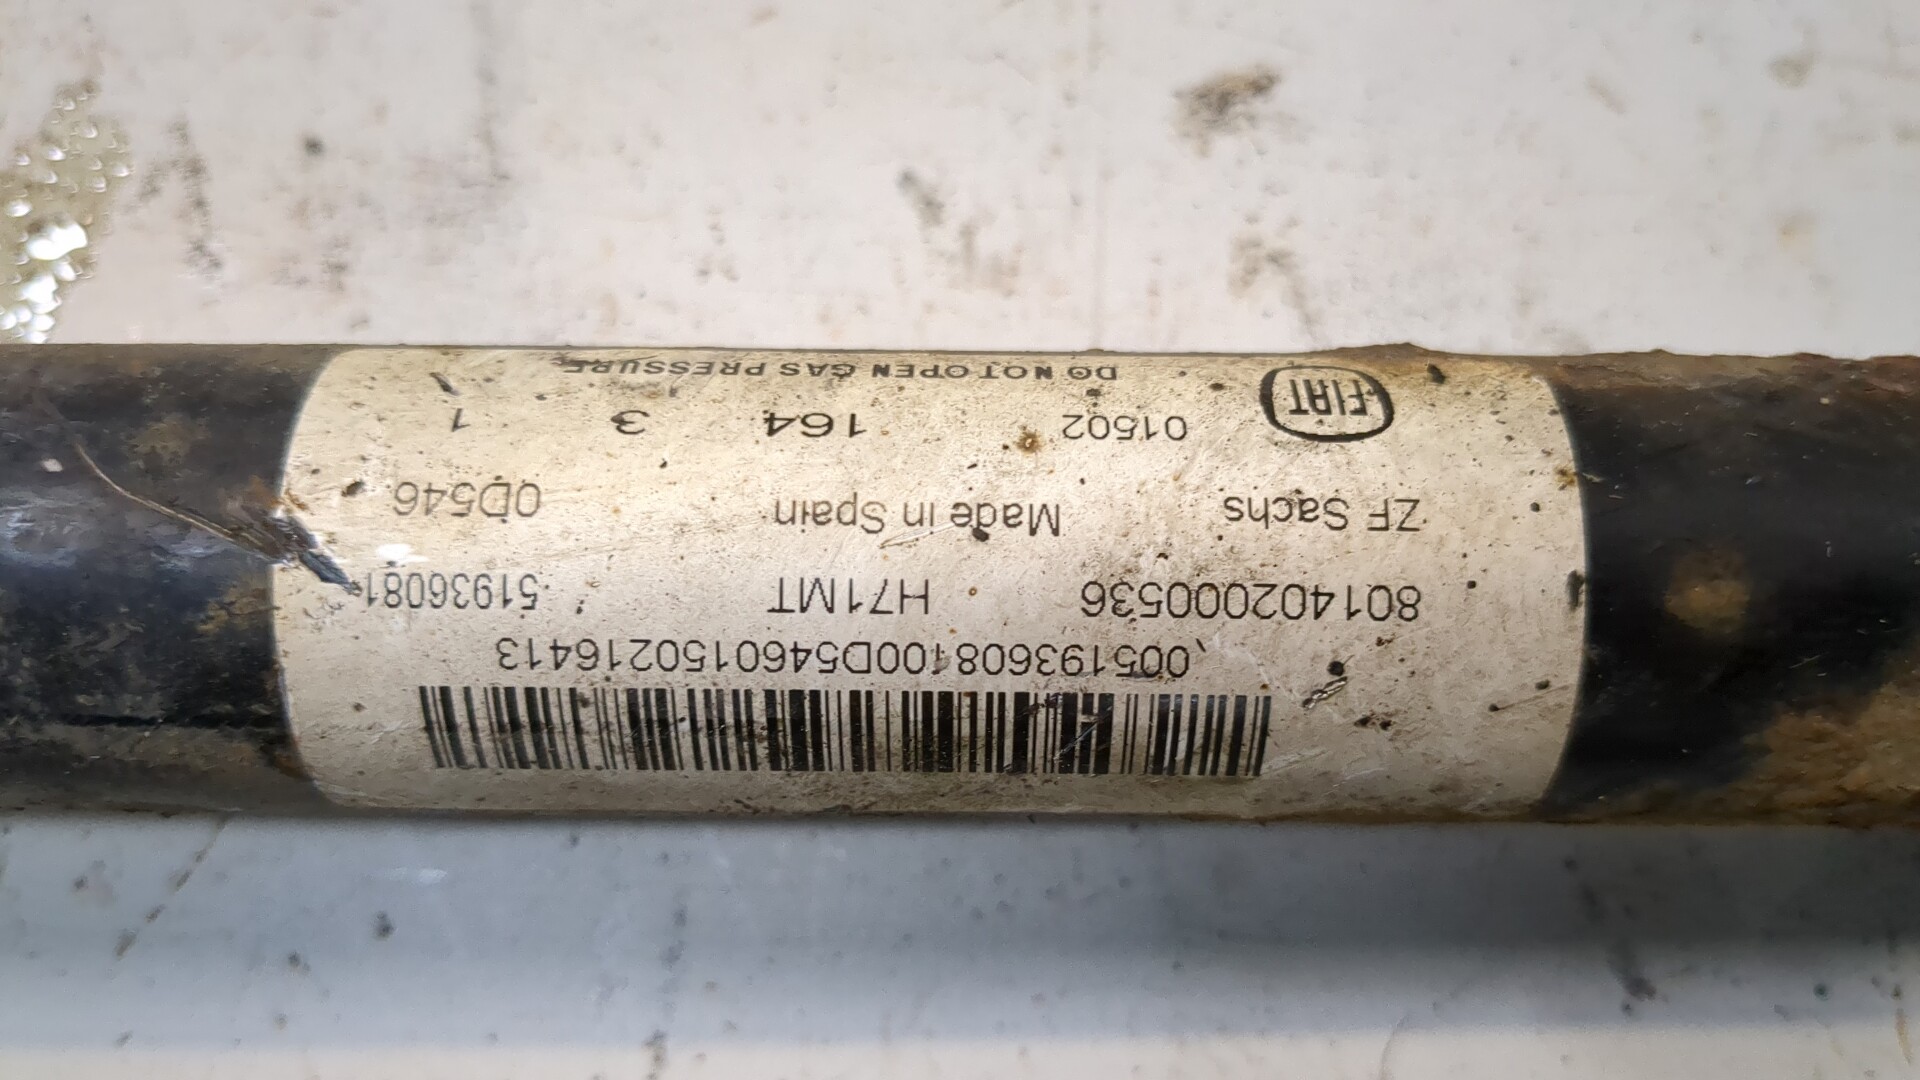 005193608100D5460150216413
801402000536 H71MT 51936081
ZF Sachs Made in Spain 0D546
FIAT 01502 164 3 1
DO NOT OPEN GAS PRESSURE